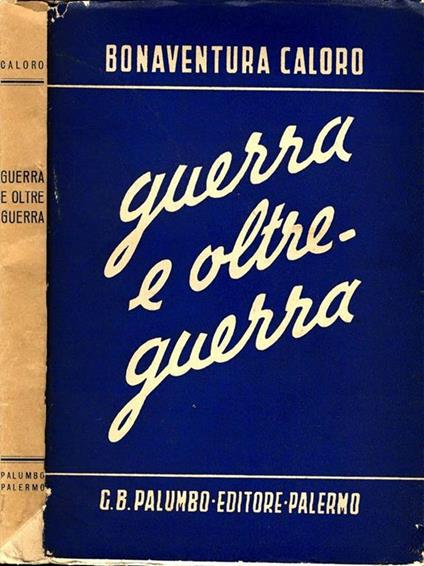 CALORO
GUERRA
E OLTRE
GUERRA
PALUMBO
PALERMO
BONAVENTURA CALORO
guerra
e oltre-
guerra
G.B. PALUMBO·EDITORE·PALERMO